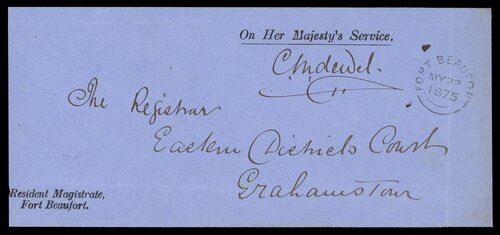 On Her Majesty's Service.
FORT BEAUFORT
MY 22
1875
The Registrar
Eastern Districts Court
Grahamstown
Resident Magistrate,
Fort Beaufort.